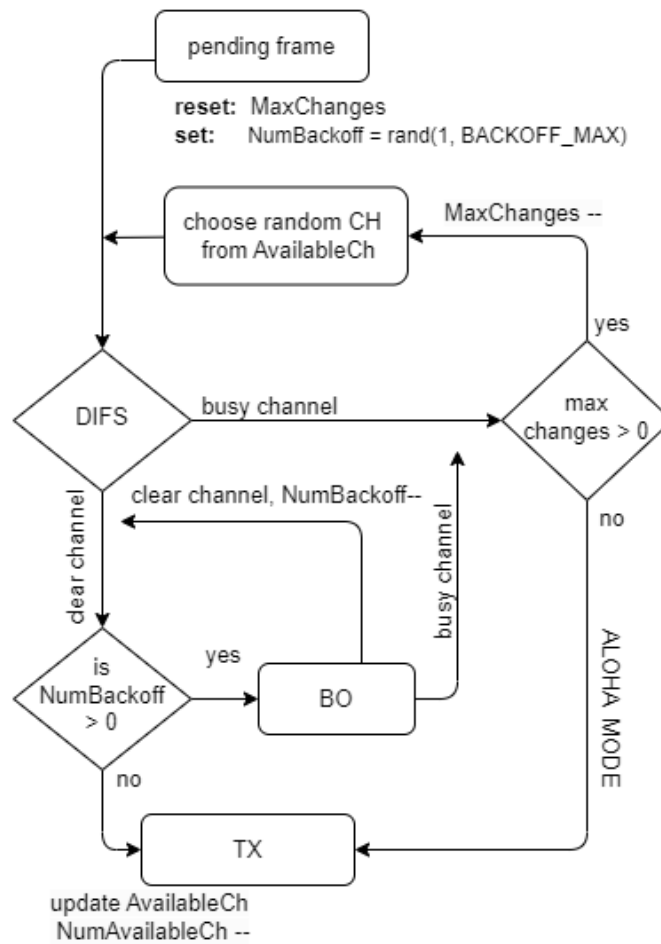 pending frame
reset: MaxChanges
set: NumBackoff = rand(1, BACKOFF_MAX)
choose random CH
from AvailableCh
MaxChanges --
yes
DIFS
busy channel
max
changes > 0
clear channel, NumBackoff--
no
clear channel
busy channel
is
NumBackoff
> 0
yes
BO
ALOHA MODE
no
TX
update AvailableCh
NumAvailableCh --